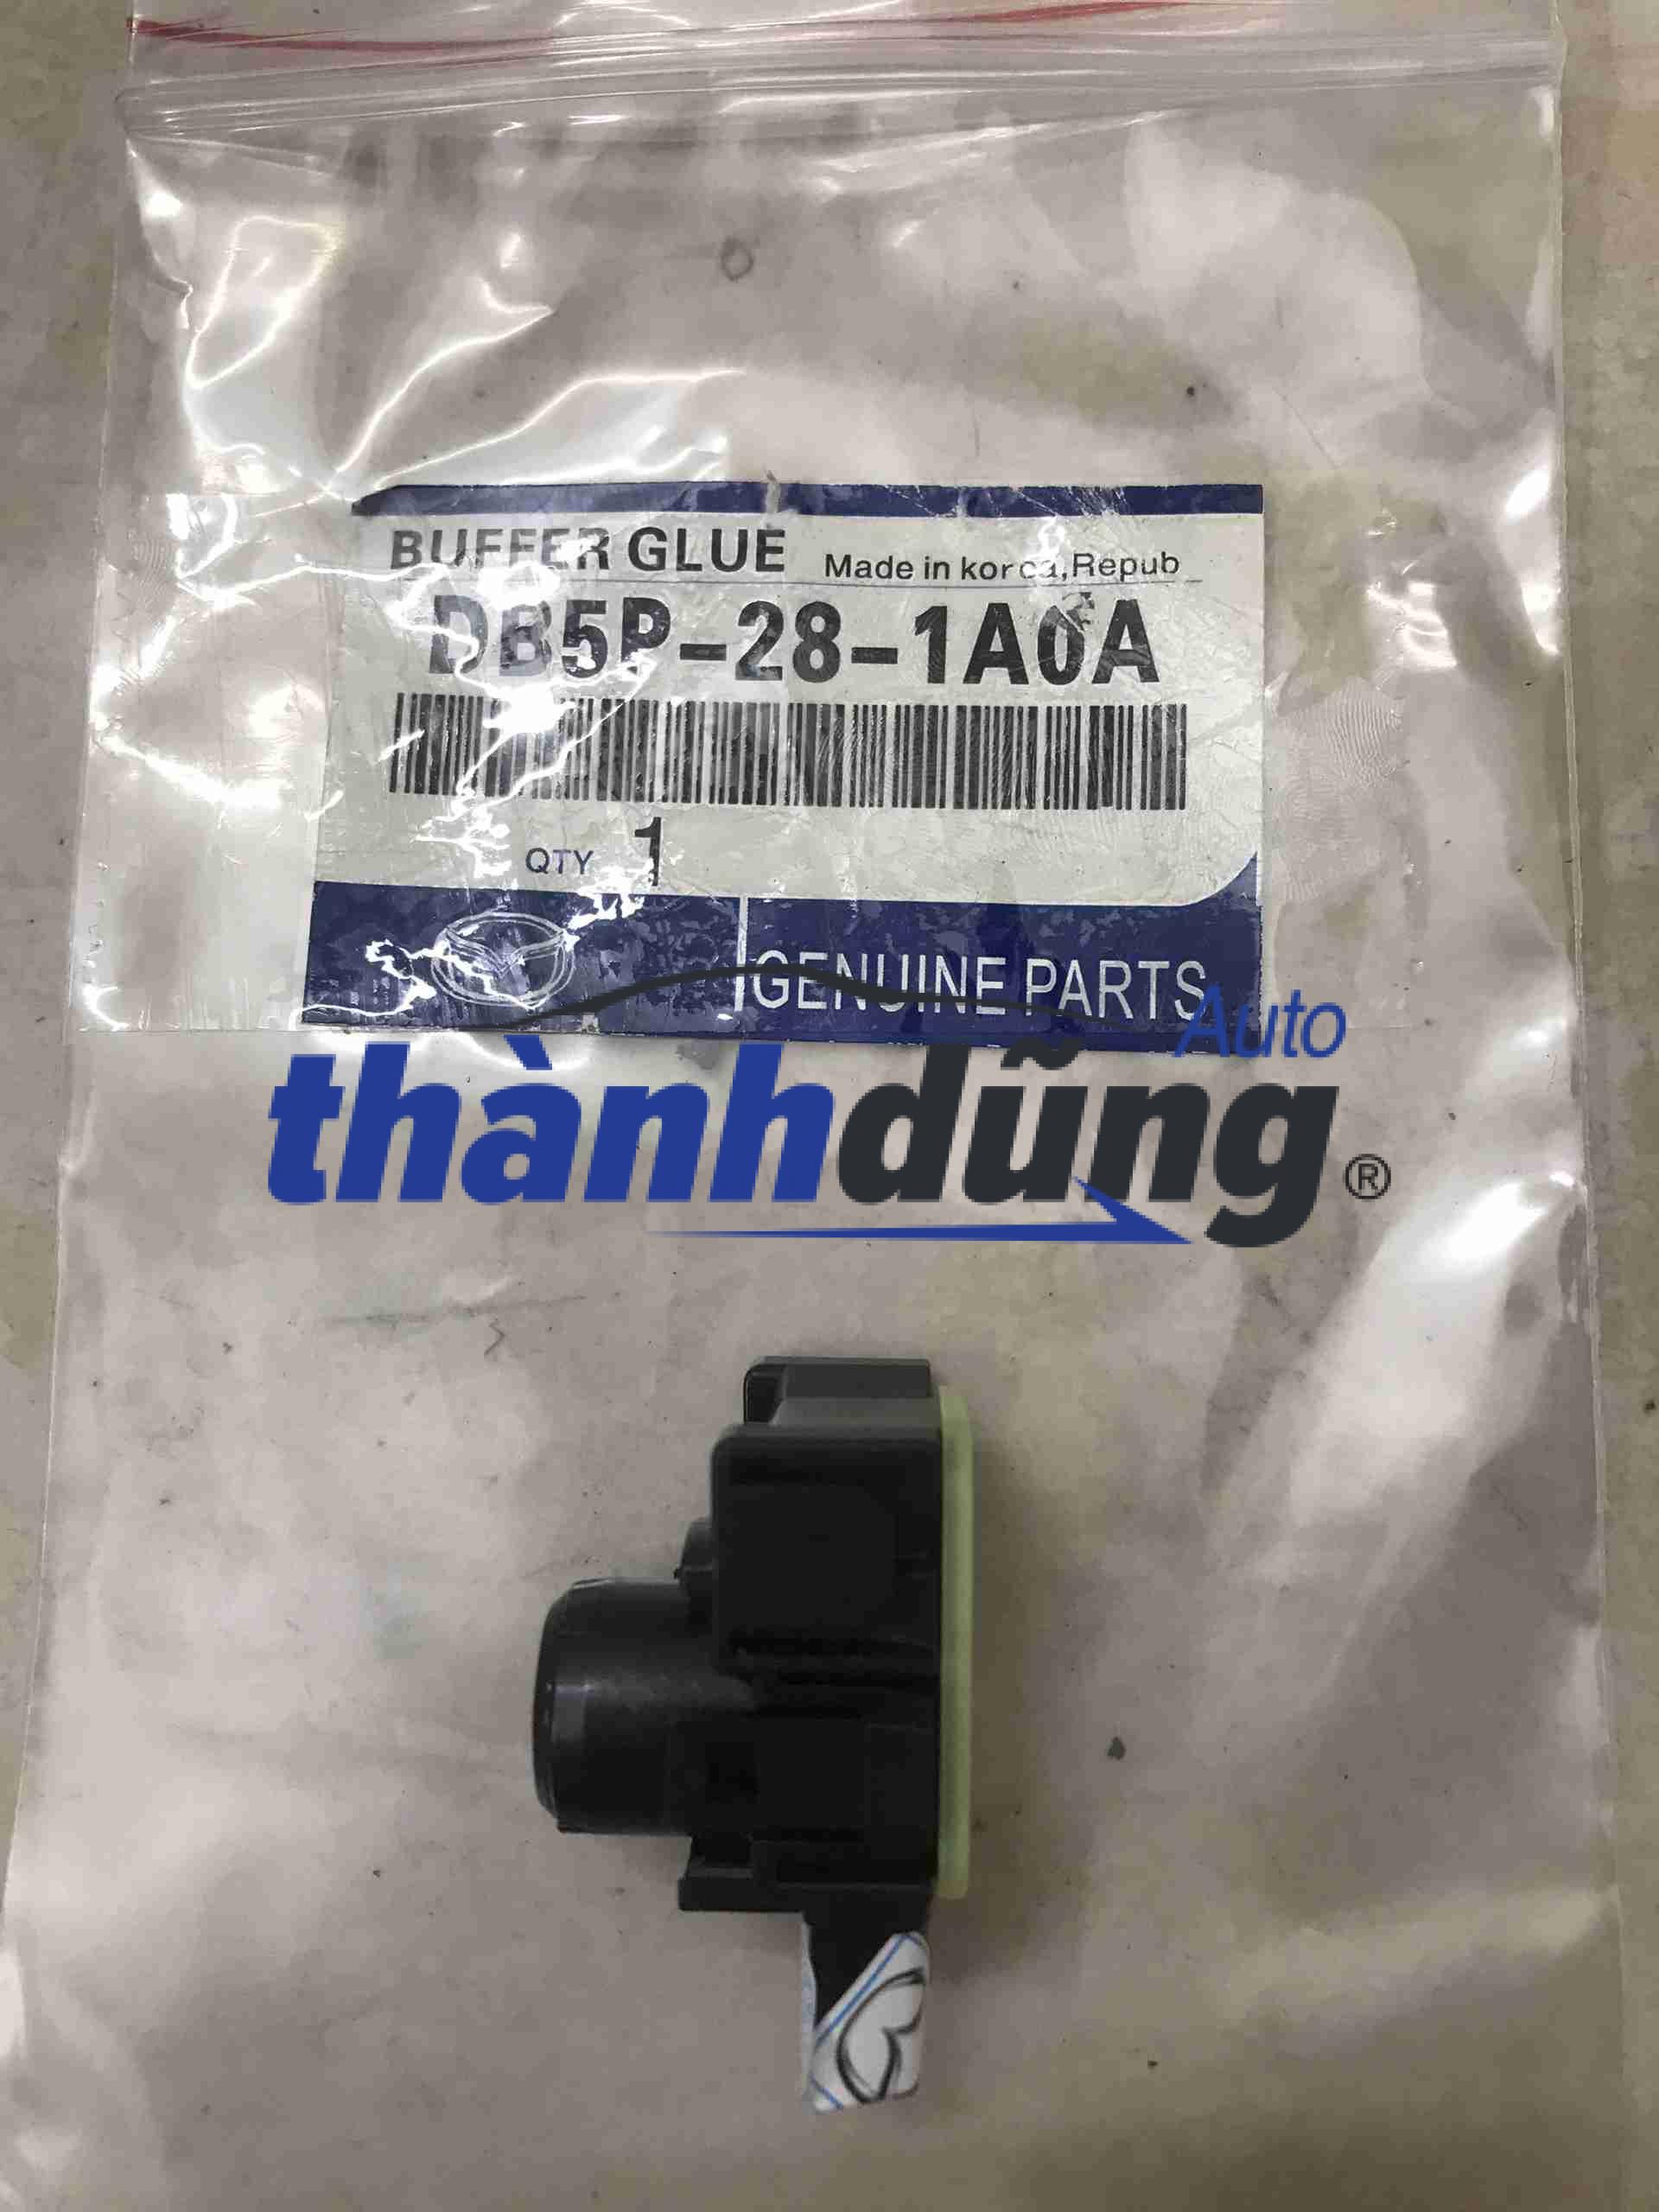 BUFFER GLUE Made in korea,Repub
DB5P-28-1A0A
QTY 1
GENUINE PARTS
Auto
thànhdũng ®